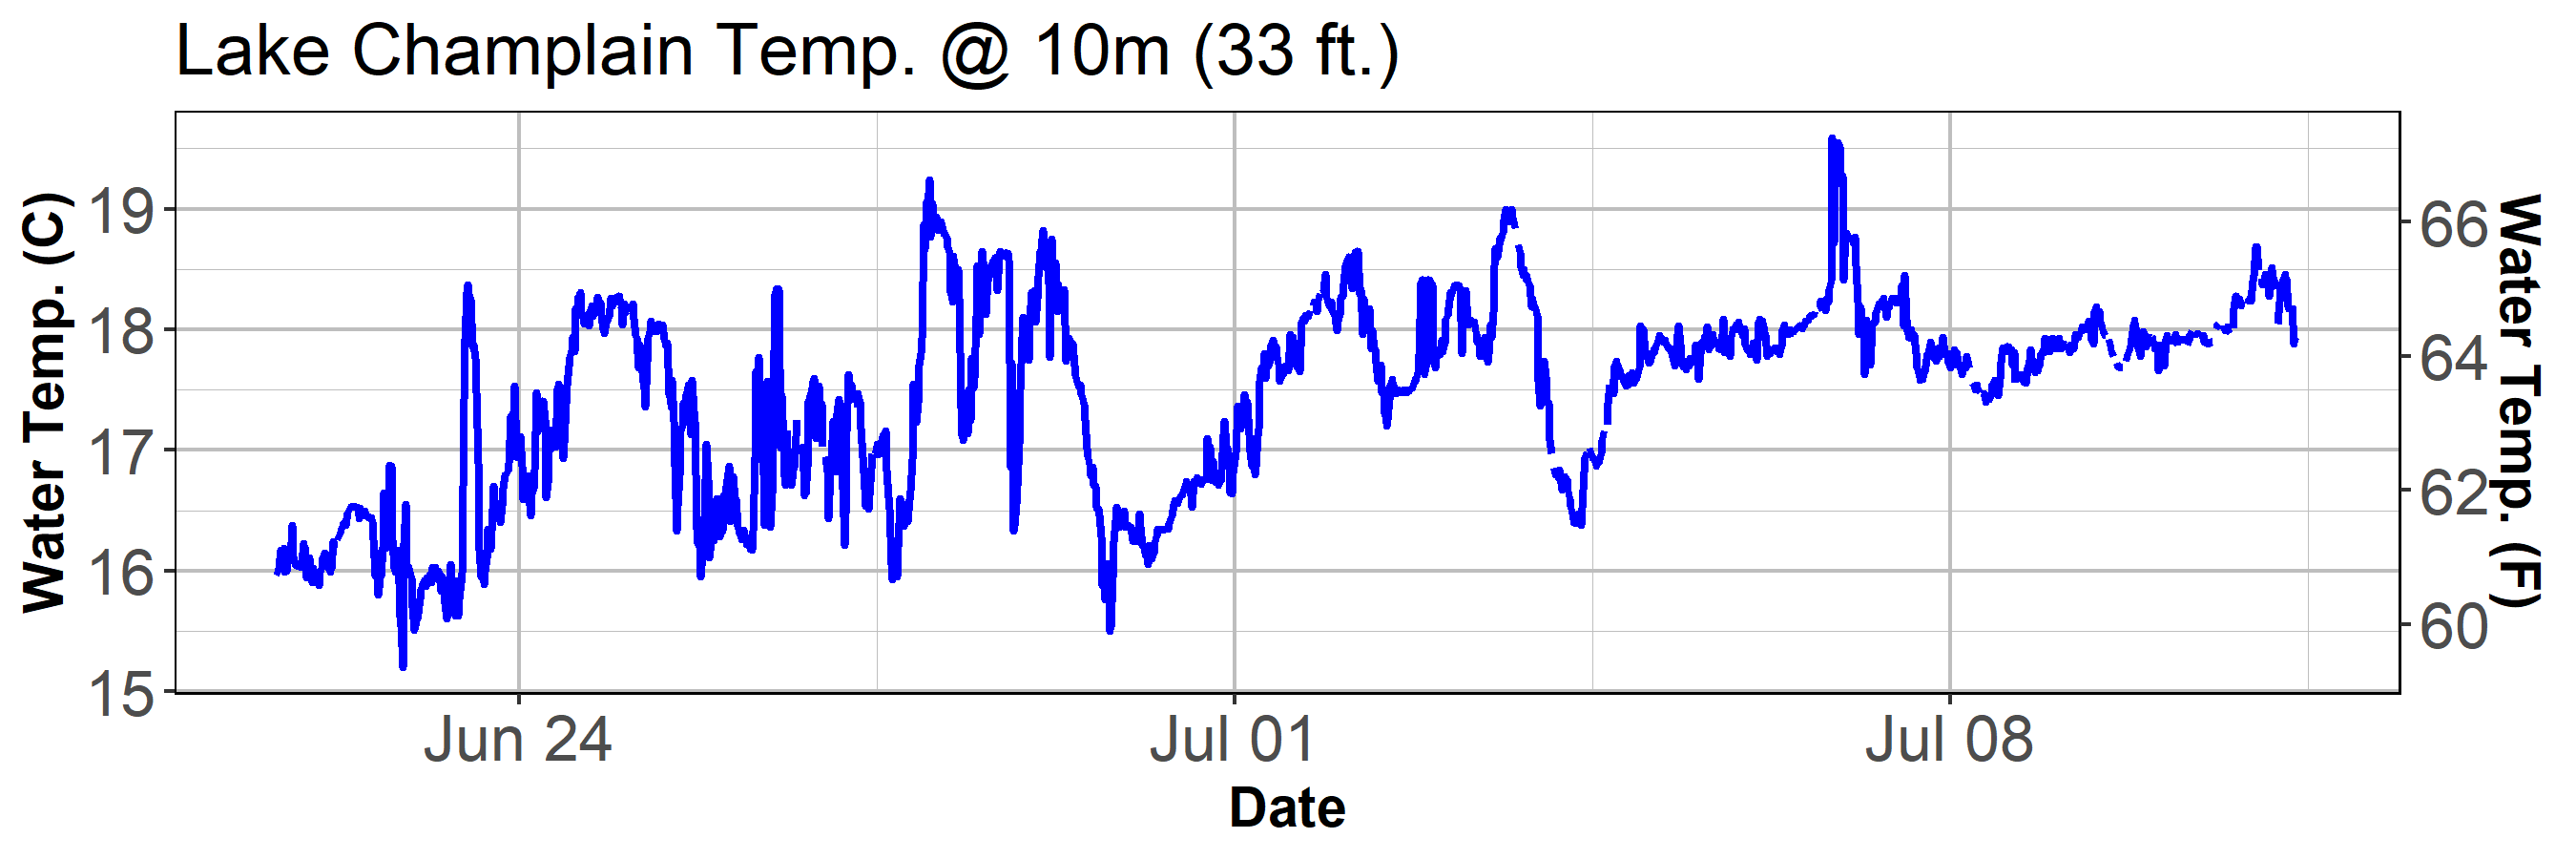 Lake Champlain Temp. @ 10m (33 ft.)
Water Temp. (C)
19
18
17
16
15
66
64
62
60
Water Temp. (F)
Jun 24
Jul 01
Jul 08
Date